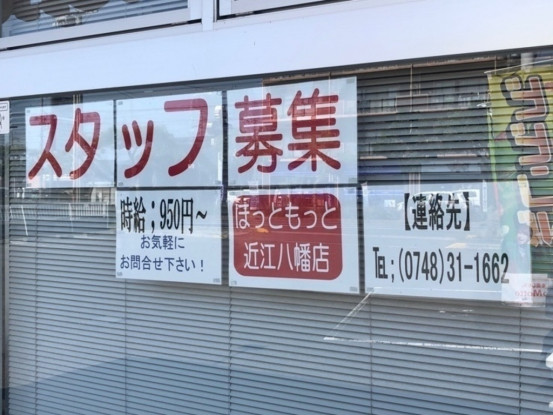 スタッフ募集
時給；950円～
お気軽に
お問合せ下さい！
ほっともっと
近江八幡店
【連絡先】
TEL；(0748)31-1662